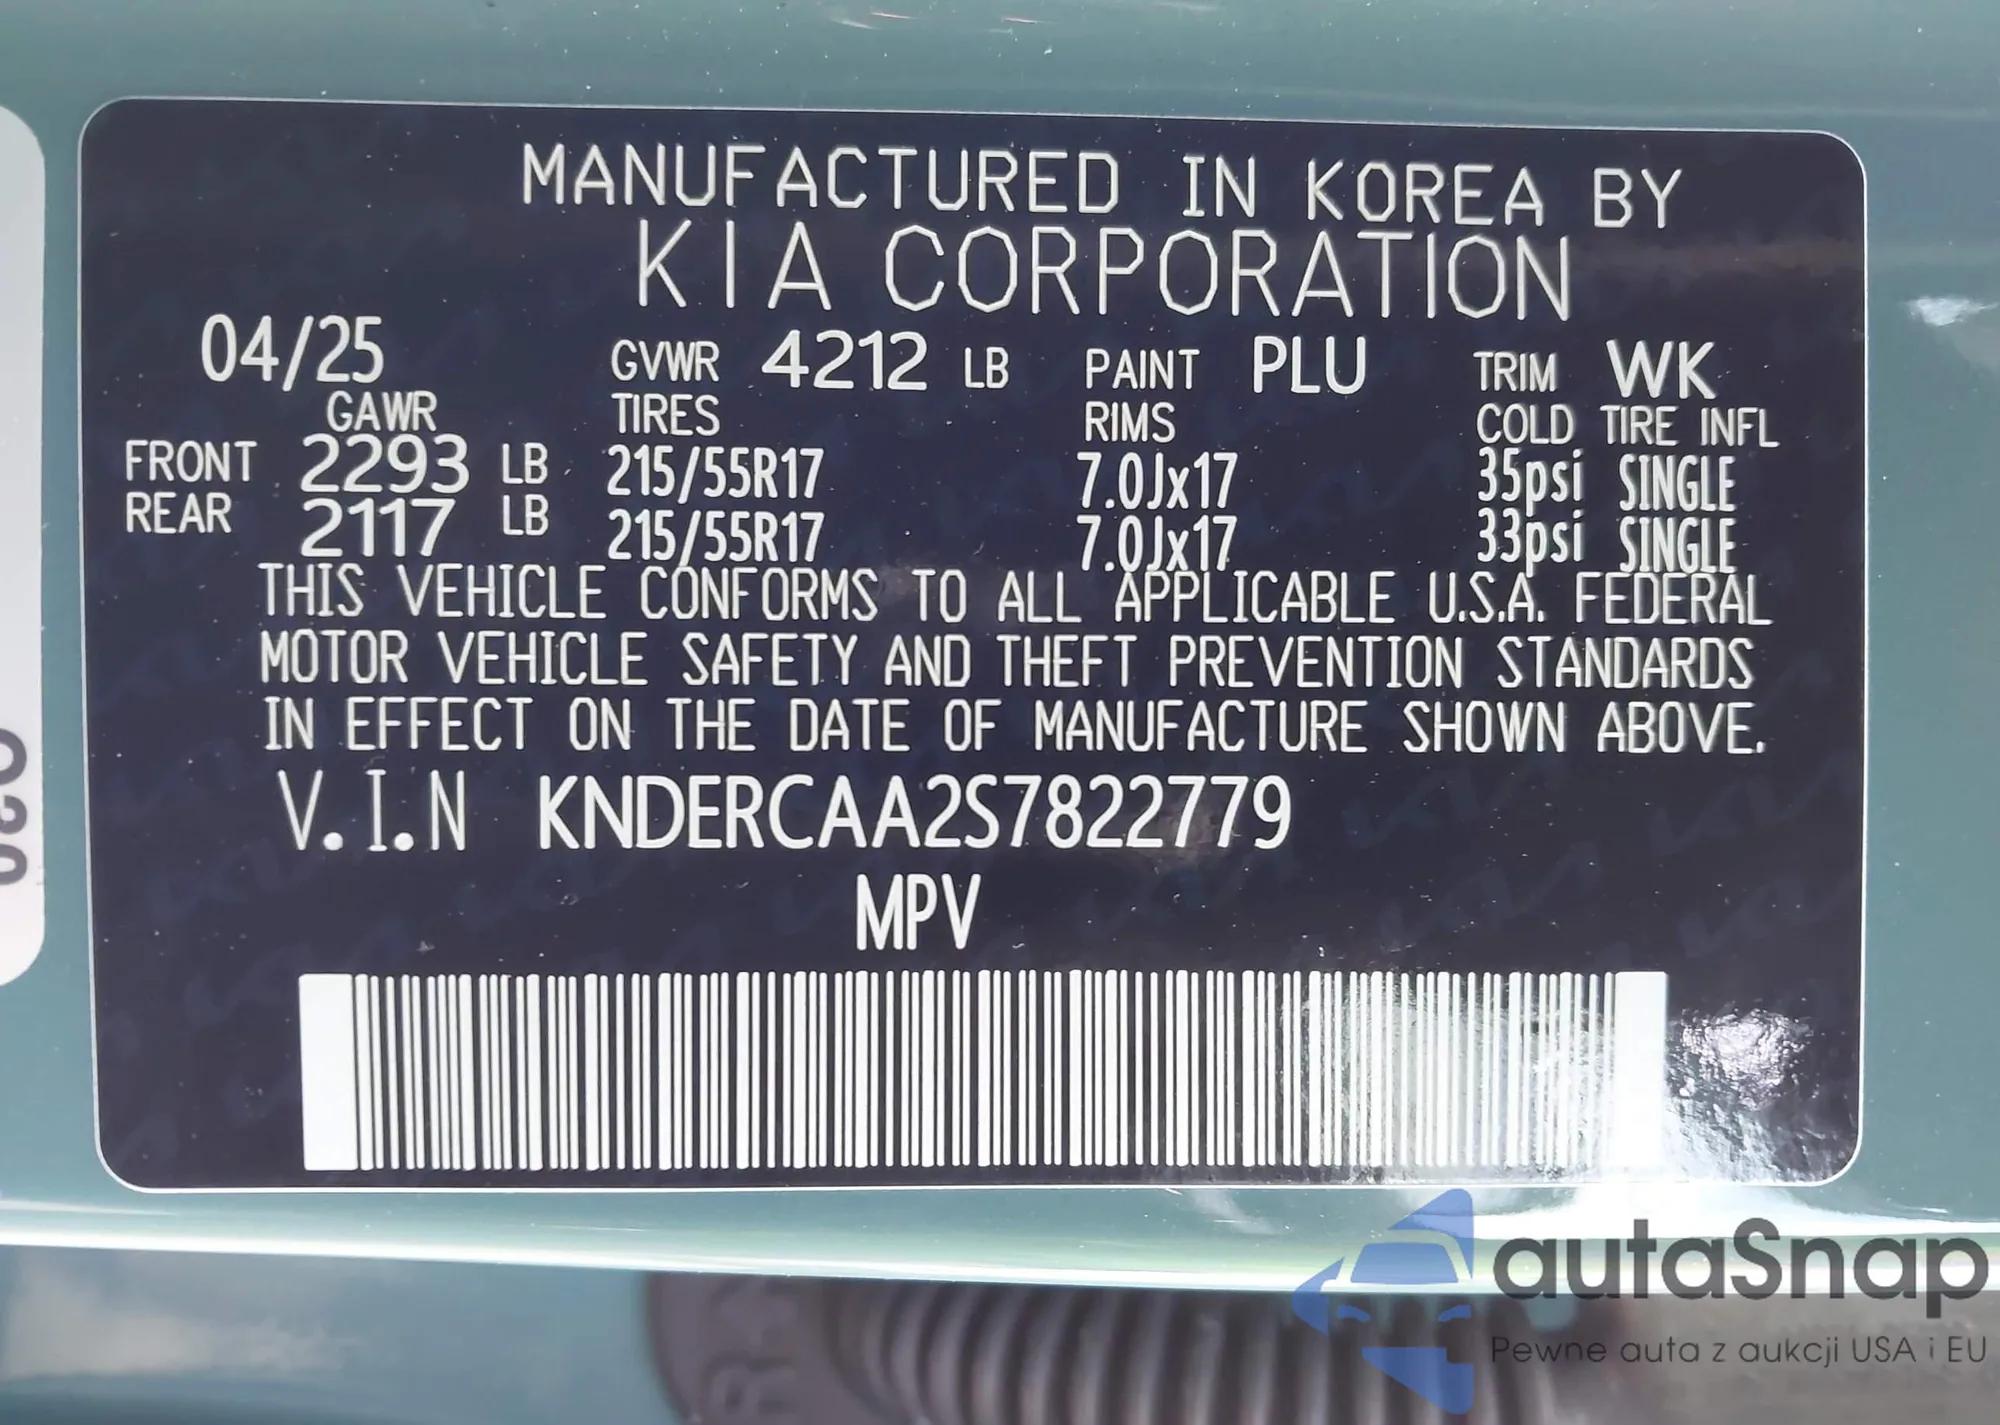 MANUFACTURED IN KOREA BY
KIA CORPORATION
04/25 GVWR 4212 LB PAINT PLU TRIM WK
GAWR TIRES RIMS COLD TIRE INFL
FRONT 2293 LB 215/55R17 7.0Jx17 35psi SINGLE
REAR 2117 LB 215/55R17 7.0Jx17 33psi SINGLE
THIS VEHICLE CONFORMS TO ALL APPLICABLE U.S.A. FEDERAL
MOTOR VEHICLE SAFETY AND THEFT PREVENTION STANDARDS
IN EFFECT ON THE DATE OF MANUFACTURE SHOWN ABOVE.
V.I.N KNDERCAA2S7822779
MPV
autaSnap
Pewne auta z aukcji USA i EU